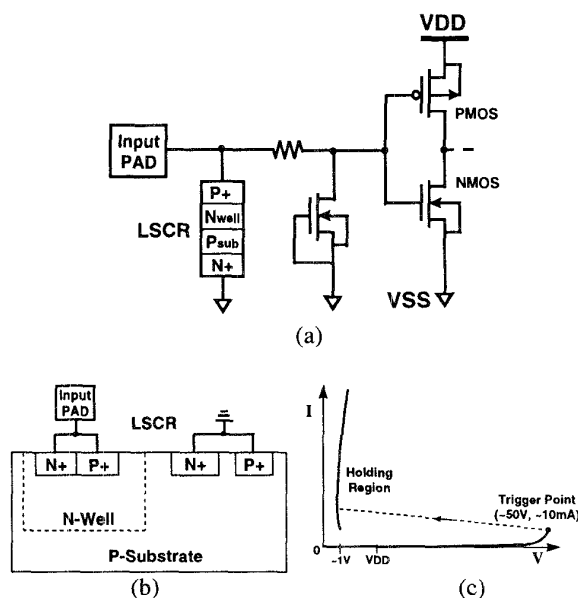 VDD
PMOS
Input
PAD
NMOS
P+
Nwell
LSCR
Psub
N+
VSS
(a)
Input
PAD
LSCR
N+ P+ N+ P+
N-Well
P-Substrate
(b)
I
Holding
Region
Trigger Point
(~50V, ~10mA)
0
~1V VDD V
(c)